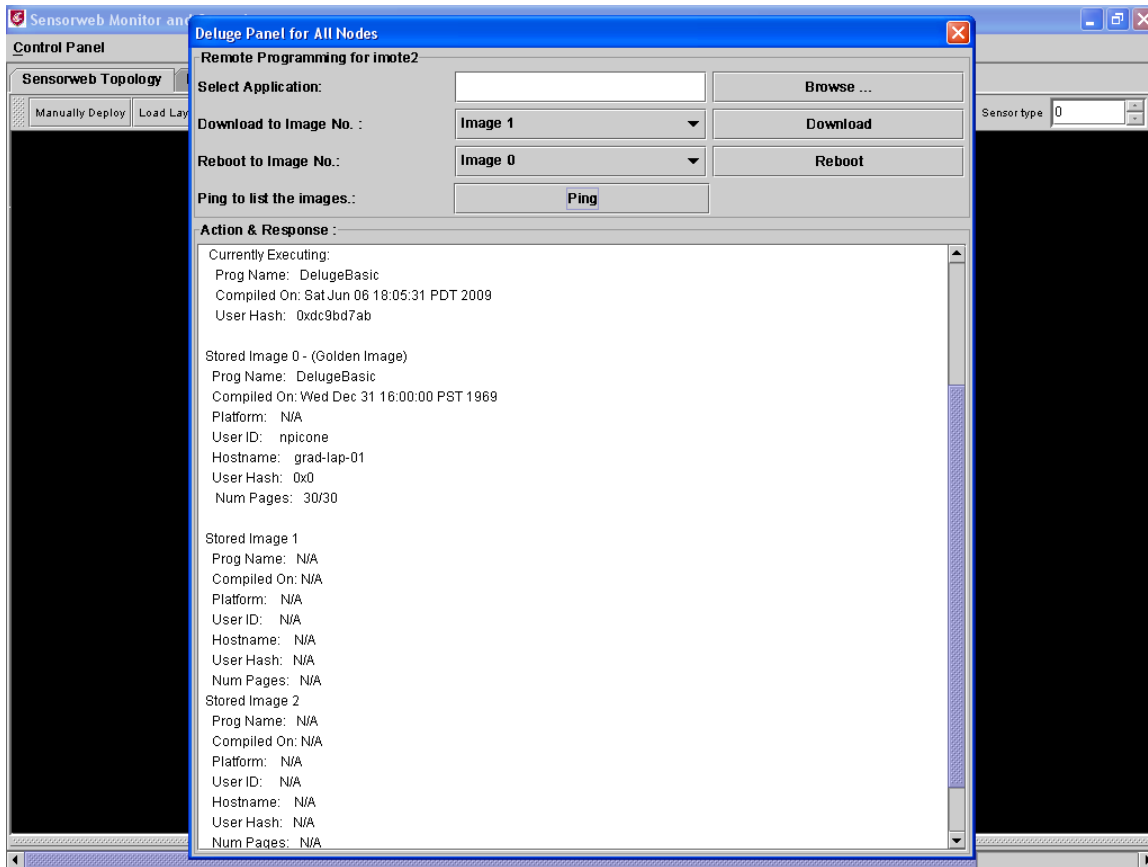 Sensorweb Monitor and
Deluge Panel for All Nodes
Control Panel
Remote Programming for imote2
Sensorweb Topology
Select Application:
Browse ...
Manually Deploy Load Lay
Download to Image No. :
Image 1
Download
Sensor type 0
Reboot to Image No.:
Image 0
Reboot
Ping to list the images.:
Ping
Action & Response :
Currently Executing:
Prog Name: DelugeBasic
Compiled On: Sat Jun 06 18:05:31 PDT 2009
User Hash: 0xdc9bd7ab
Stored Image 0 - (Golden Image)
Prog Name: DelugeBasic
Compiled On: Wed Dec 31 16:00:00 PST 1969
Platform: N/A
User ID: npicone
Hostname: grad-lap-01
User Hash: 0x0
Num Pages: 30/30
Stored Image 1
Prog Name: N/A
Compiled On: N/A
Platform: N/A
User ID: N/A
Hostname: N/A
User Hash: N/A
Num Pages: N/A
Stored Image 2
Prog Name: N/A
Compiled On: N/A
Platform: N/A
User ID: N/A
Hostname: N/A
User Hash: N/A
Num Pages: N/A